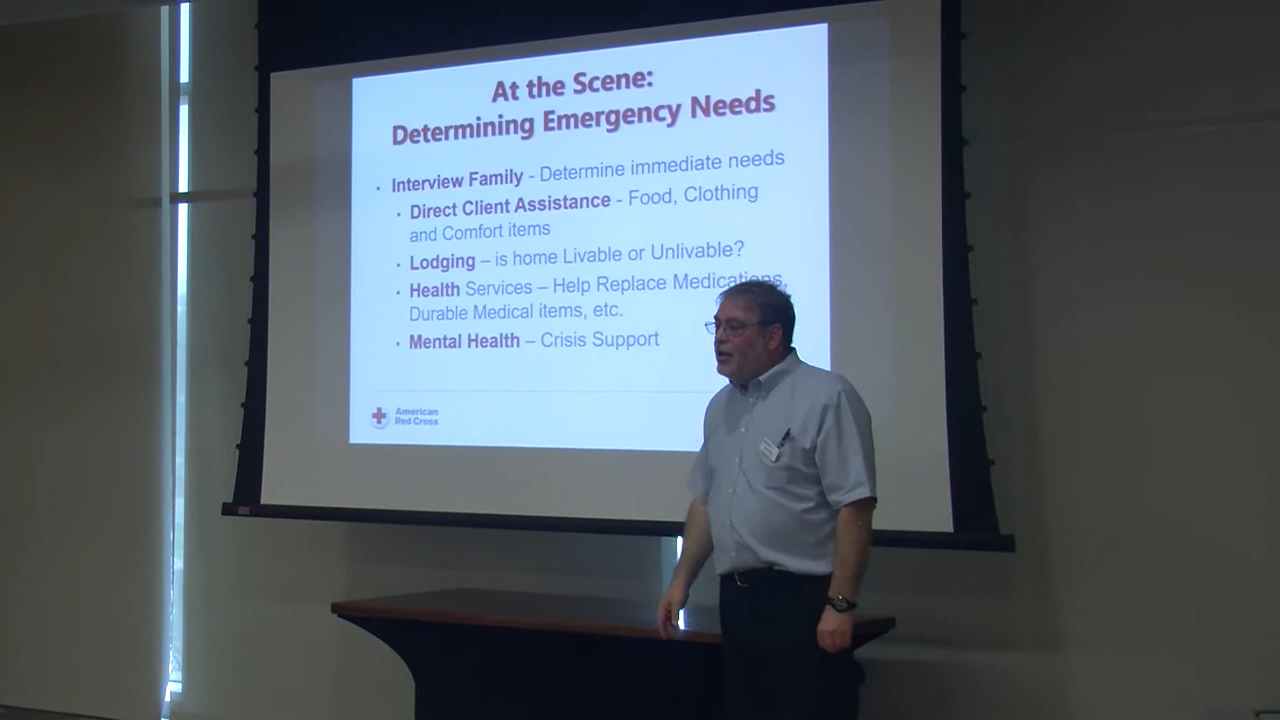 At the Scene:
Determining Emergency Needs
• Interview Family - Determine immediate needs
• Direct Client Assistance - Food, Clothing
and Comfort items
• Lodging – is home Livable or Unlivable?
• Health Services – Help Replace Medications,
Durable Medical items, etc.
• Mental Health – Crisis Support
American
Red Cross